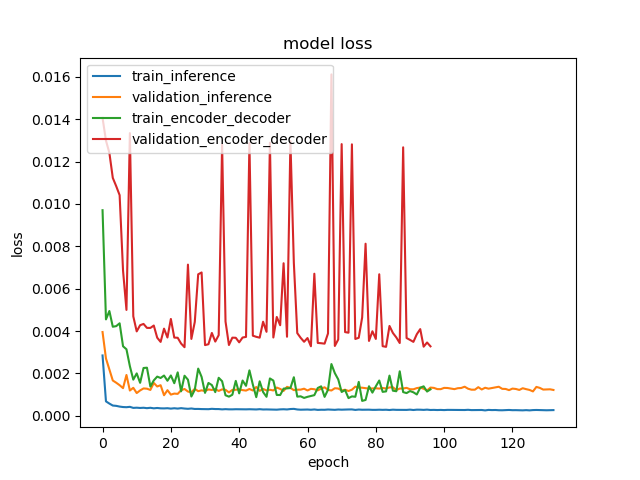 model loss
train_inference
validation_inference
train_encoder_decoder
validation_encoder_decoder
loss
0.016
0.014
0.012
0.010
0.008
0.006
0.004
0.002
0.000
0 20 40 60 80 100 120
epoch